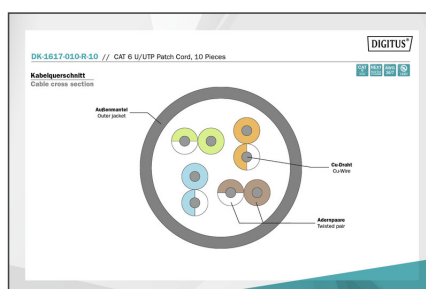 DIGITUS®
DK-1617-010-R-10 // CAT 6 U/UTP Patch Cord, 10 Pieces
Kabelquerschnitt
Cable cross section
Außenmantel
Outer jacket
Cu-Draht
Cu-Wire
Adernpaare
Twisted pair